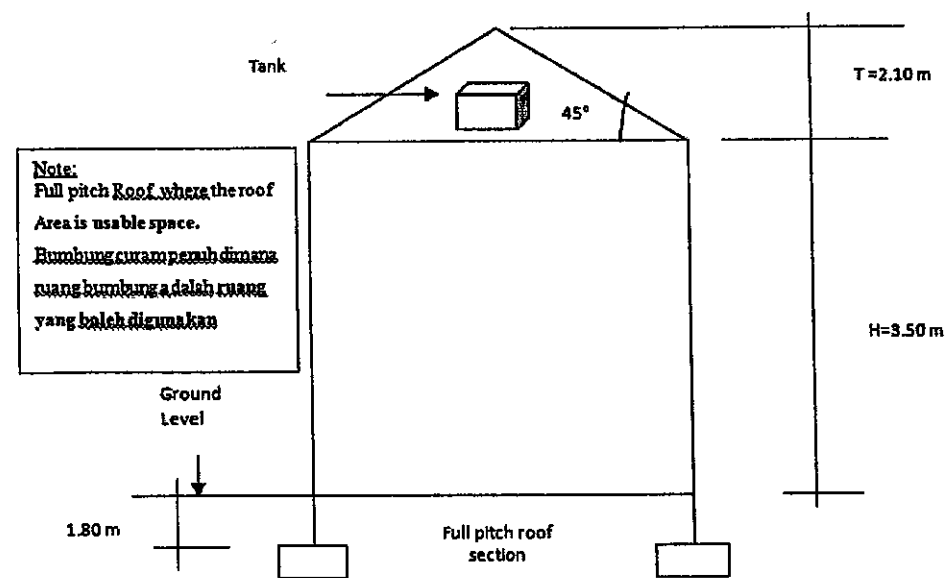 Tank
T =2.10 m
45°
Note:
Full pitch Roof where the roof
Area is usable space.
Bumbung curam penuh dimana
ruang bumbung adalah ruang
yang boleh digunakan
H=3.50 m
Ground
Level
1.80 m
Full pitch roof
section